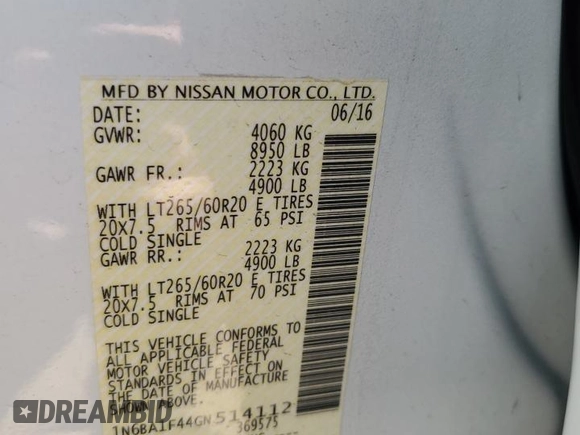 MFD BY NISSAN MOTOR CO., LTD.
DATE: 06/16
GVWR: 4060 KG
8950 LB
GAWR FR.: 2223 KG
4900 LB
WITH LT265/60R20 E TIRES
20X7.5 RIMS AT 65 PSI
COLD SINGLE
GAWR RR.: 2223 KG
4900 LB
WITH LT265/60R20 E TIRES
20X7.5 RIMS AT 70 PSI
COLD SINGLE
THIS VEHICLE CONFORMS TO
ALL APPLICABLE FEDERAL
MOTOR VEHICLE SAFETY
STANDARDS IN EFFECT ON
THE DATE OF MANUFACTURE
SHOWN ABOVE.
1N6BA1F44GN514112
369575
DREAMBID